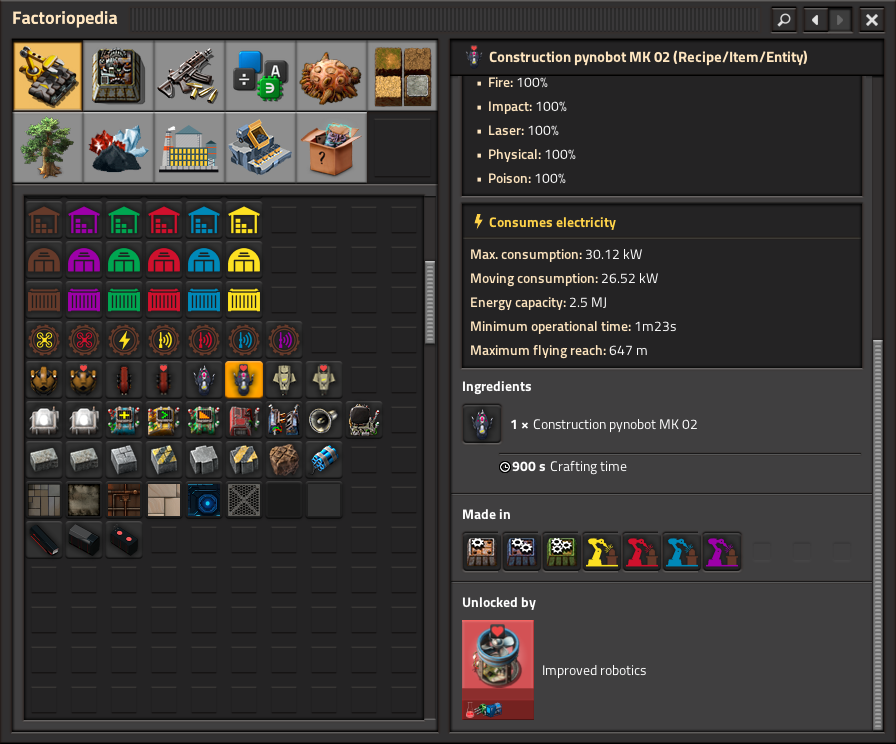 Factoriopedia
Construction pynobot MK 02 (Recipe/Item/Entity)
Fire: 100%
Impact: 100%
Laser: 100%
Physical: 100%
Poison: 100%
Consumes electricity
Max. consumption: 30.12 kW
Moving consumption: 26.52 kW
Energy capacity: 2.5 MJ
Minimum operational time: 1m23s
Maximum flying reach: 647 m
Ingredients
1 × Construction pynobot MK 02
900 s Crafting time
Made in
Unlocked by
Improved robotics